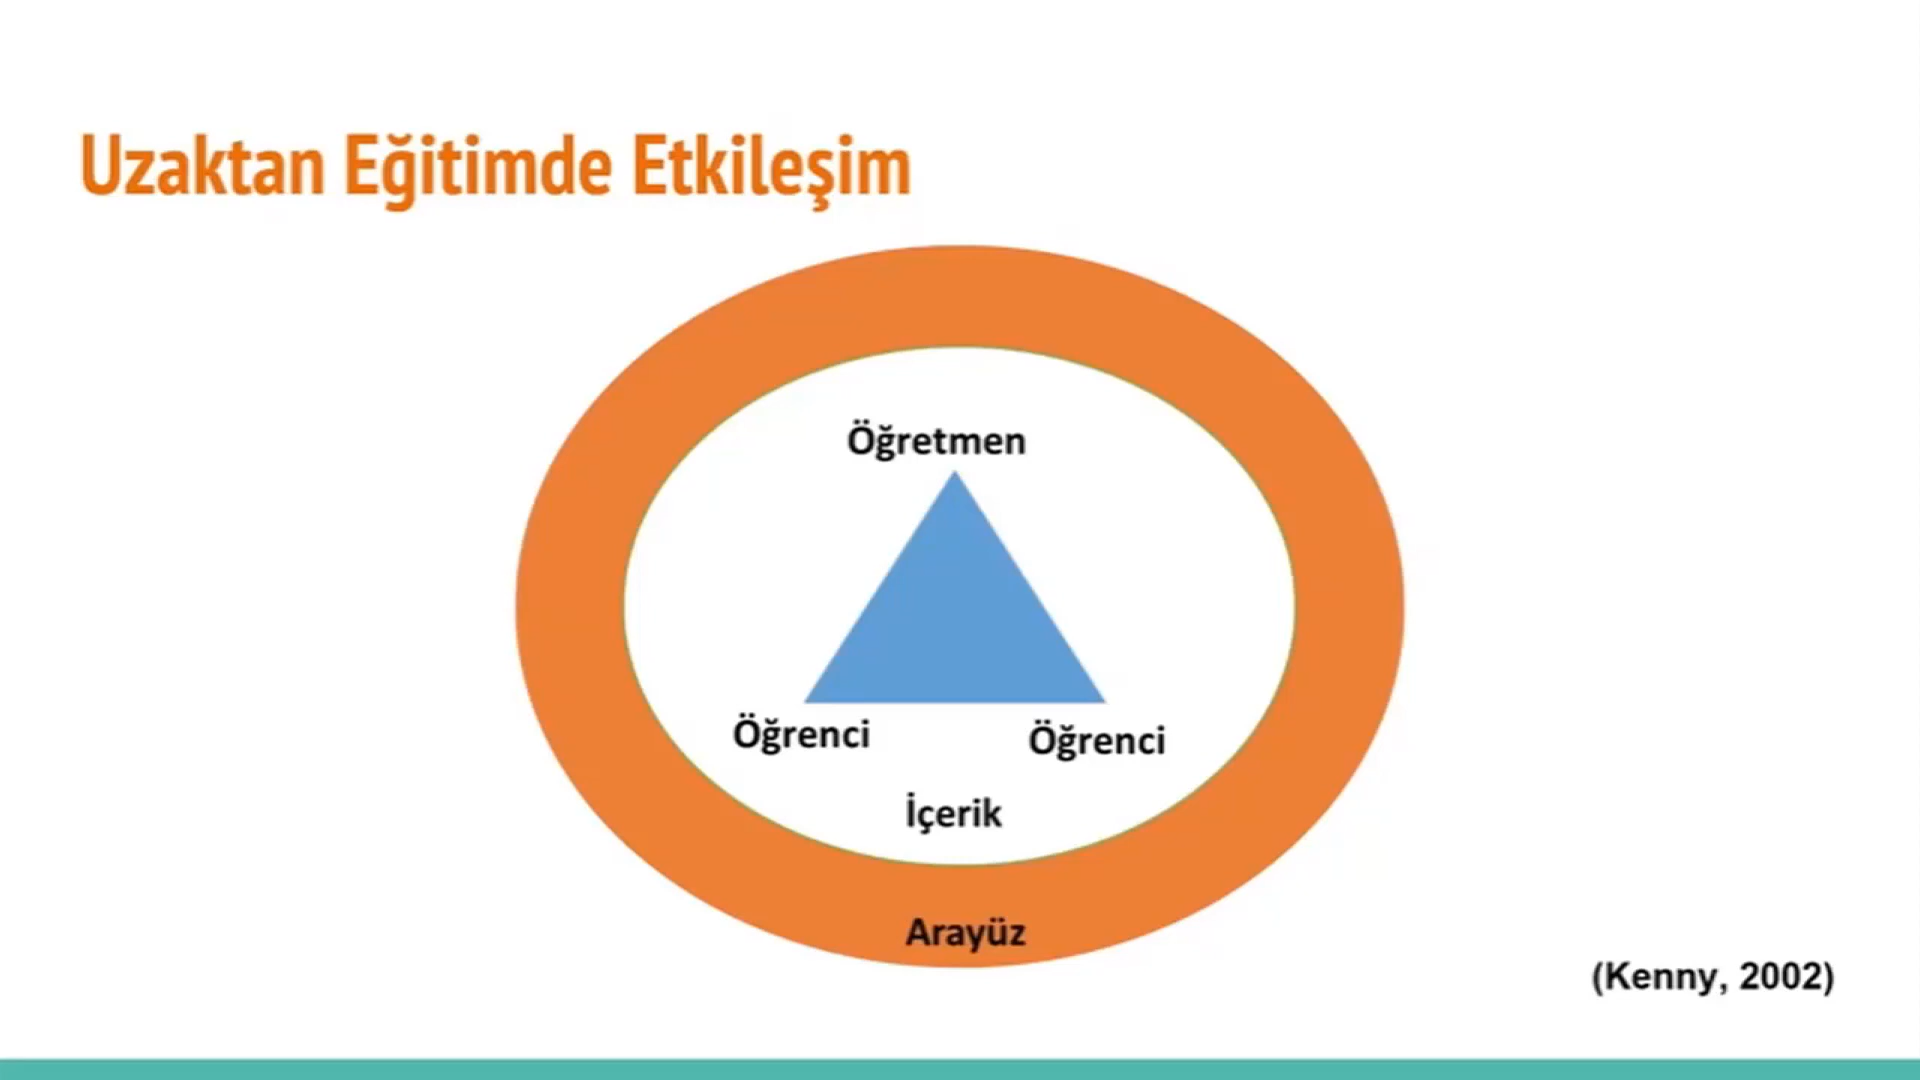 Uzaktan Eğitimde Etkileşim
Öğretmen
Öğrenci
Öğrenci
İçerik
Arayüz
(Kenny, 2002)